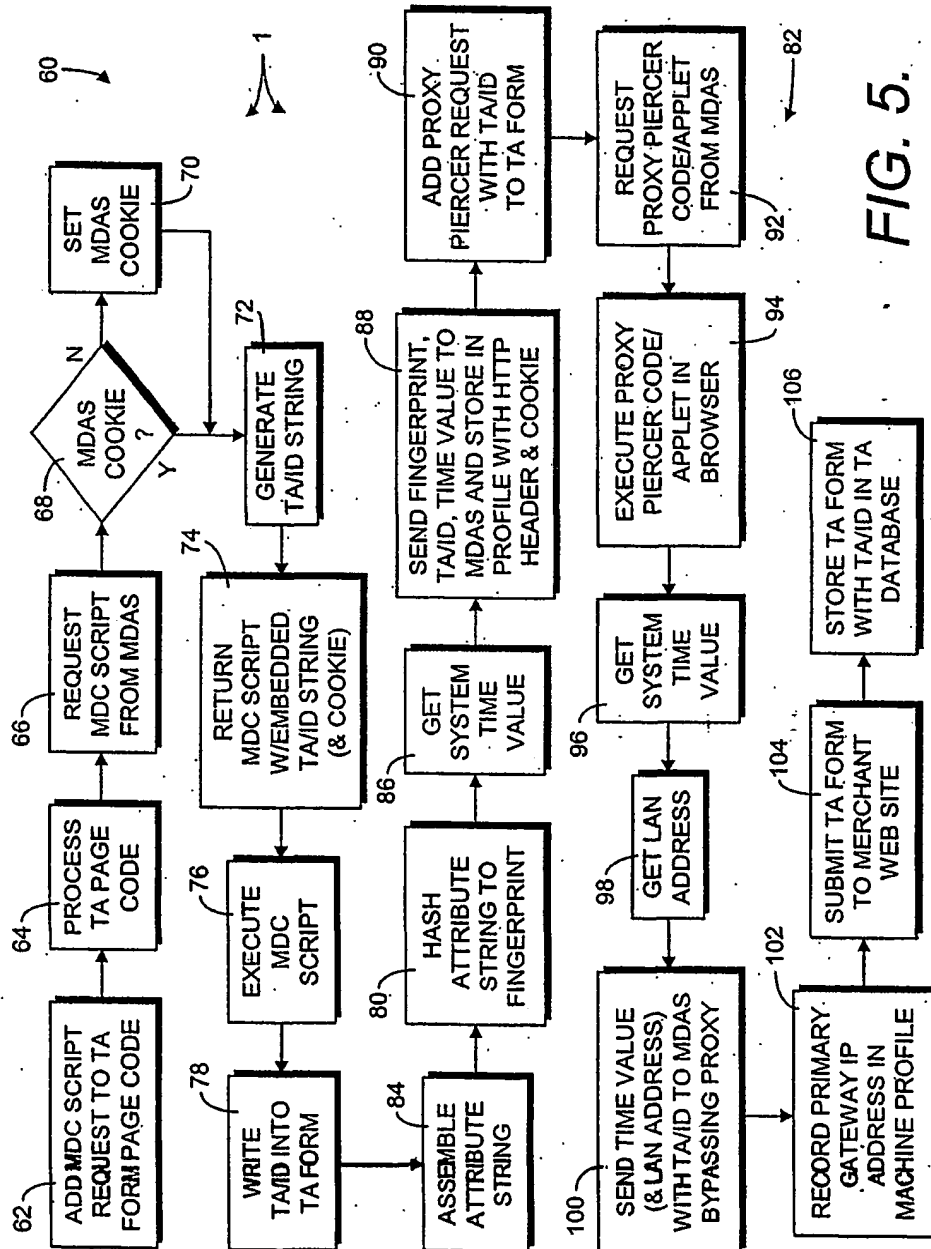 60
1
62
ADD MDC SCRIPT
REQUEST TO TA
FORM PAGE CODE
64
PROCESS
TA PAGE
CODE
66
REQUEST
MDC SCRIPT
FROM MDAS
68
MDAS
COOKIE
?
N
Y
SET
MDAS
COOKIE
70
72
GENERATE
TA/ID STRING
74
RETURN
MDC SCRIPT
W/EMBEDDED
TA/ID STRING
(& COOKIE)
76
EXECUTE
MDC
SCRIPT
78
WRITE
TA/ID INTO
TA FORM
84
ASSEMBLE
ATTRIBUTE
STRING
80
HASH
ATTRIBUTE
STRING TO
FINGERPRINT
86
GET
SYSTEM
TIME
VALUE
88
SEND FINGERPRINT,
TA/ID, TIME VALUE TO
MDAS AND STORE IN
PROFILE WITH HTTP
HEADER & COOKIE
90
ADD PROXY
PIERCER REQUEST
WITH TA/ID
TO TA FORM
REQUEST
PROXY PIERCER
CODE/APPLET
FROM MDAS
92
82
EXECUTE PROXY
PIERCER CODE/
APPLET IN
BROWSER
94
96
GET
SYSTEM
TIME
VALUE
98
GET LAN
ADDRESS
100
SEND TIME VALUE
(& LAN ADDRESS)
WITH TA/ID TO MDAS
BYPASSING PROXY
102
RECORD PRIMARY
GATEWAY IP
ADDRESS IN
MACHINE PROFILE
104
SUBMIT TA FORM
TO MERCHANT
WEB SITE
106
STORE TA FORM
WITH TA/ID IN TA
DATABASE
FIG. 5.